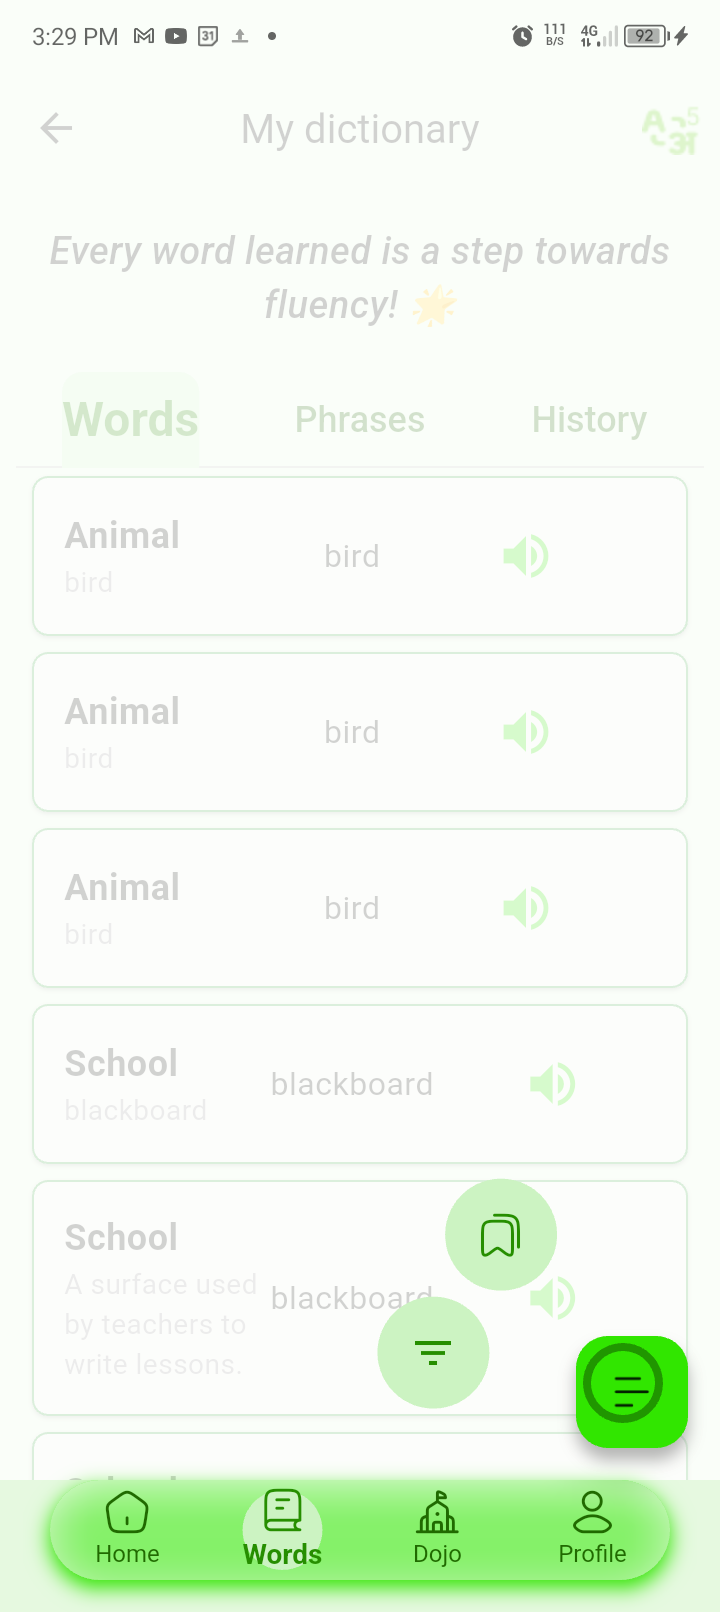 3:29 PM 31 111 B/S 4G 92
My dictionary
A 5 अ
Every word learned is a step towards
fluency! 🌟
Words Phrases History
Animal
bird
bird
Animal
bird
bird
Animal
bird
bird
School
blackboard
blackboard
School
A surface used
by teachers to
write lessons.
blackboard
Home Words Dojo Profile